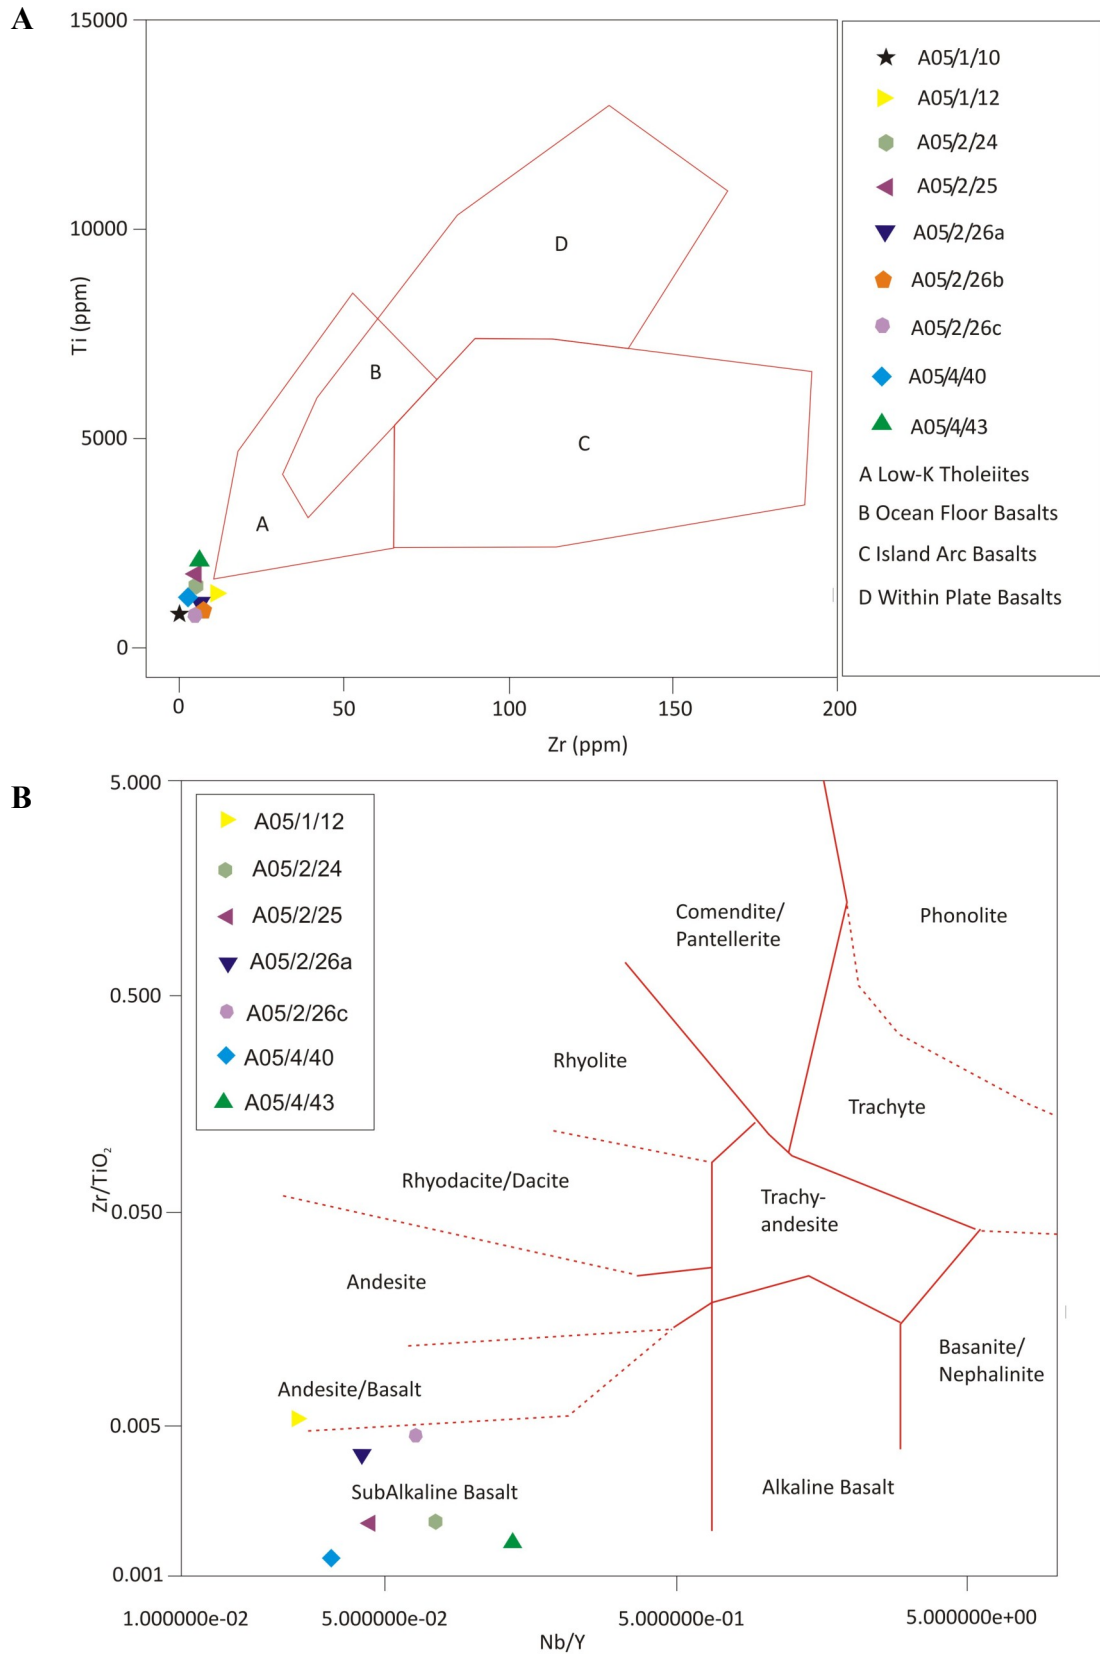 A
15000
10000
5000
0
Ti (ppm)
0
50
100
150
200
Zr (ppm)
A
B
C
D
A05/1/10
A05/1/12
A05/2/24
A05/2/25
A05/2/26a
A05/2/26b
A05/2/26c
A05/4/40
A05/4/43
A Low-K Tholeiites
B Ocean Floor Basalts
C Island Arc Basalts
D Within Plate Basalts
B
5.000
0.500
0.050
0.005
0.001
Zr/TiO₂
A05/1/12
A05/2/24
A05/2/25
A05/2/26a
A05/2/26c
A05/4/40
A05/4/43
Comendite/
Pantellerite
Phonolite
Rhyolite
Trachyte
Rhyodacite/Dacite
Trachy-
andesite
Andesite
Basanite/
Nephalinite
Andesite/Basalt
SubAlkaline Basalt
Alkaline Basalt
1.000000e-02
5.000000e-02
5.000000e-01
5.000000e+00
Nb/Y